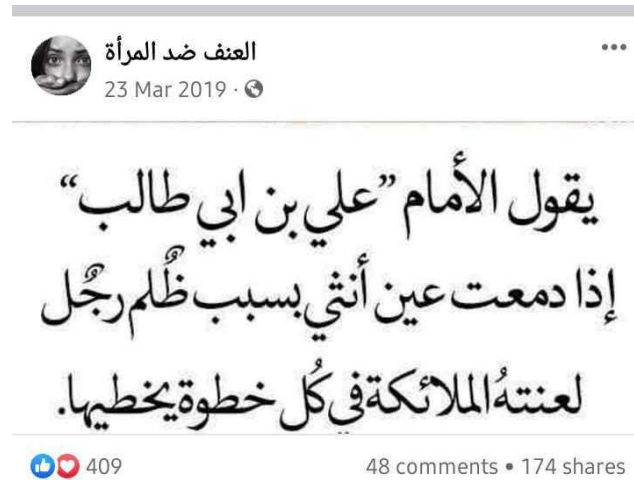 العنف ضد المرأة
23 Mar 2019
يقول الأمام "علي بن ابي طالب"
إذا دمعت عين أنثي بسبب ظُلم رجُل
لعنتهُ الملائكة في كُل خطوة يخطيها.
409
48 comments • 174 shares